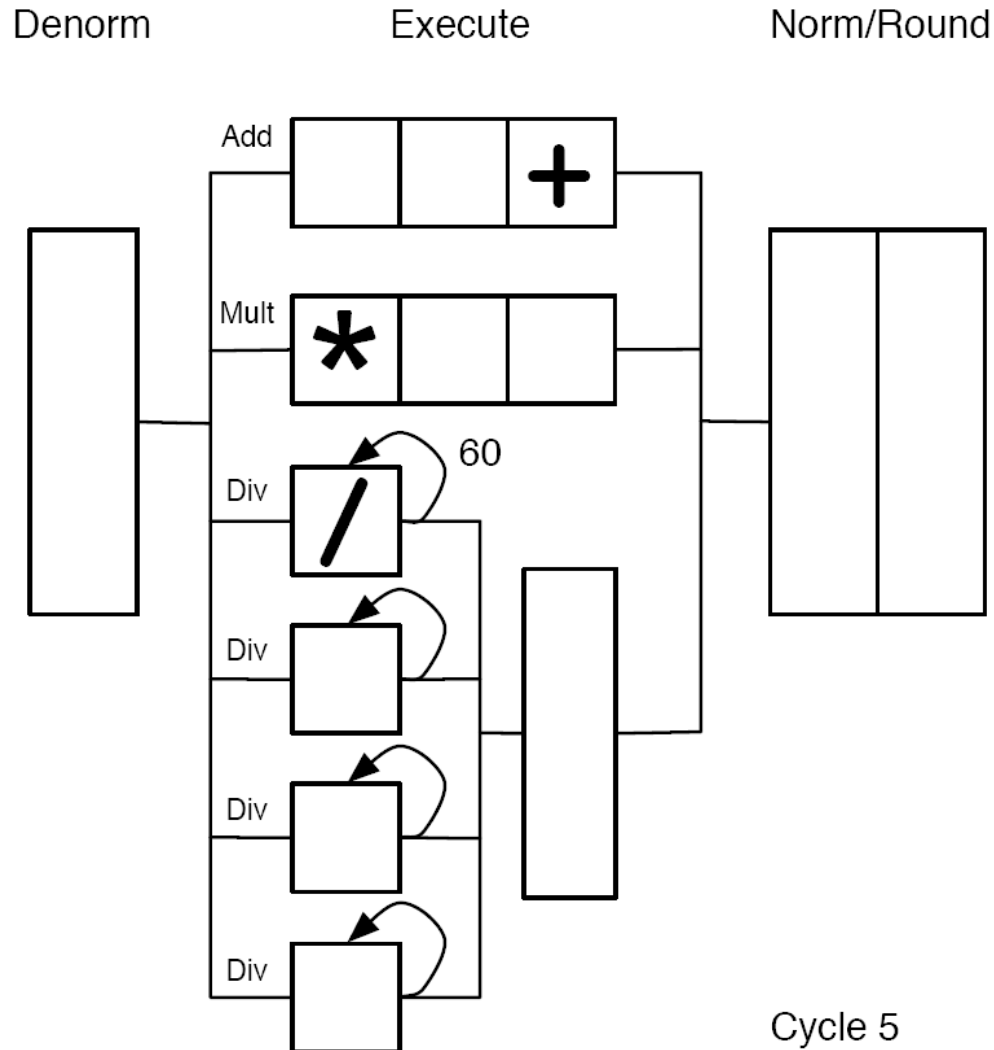 Denorm Execute Norm/Round
Add
+
Mult
*
60
Div
/
Div
Div
Div
Cycle 5